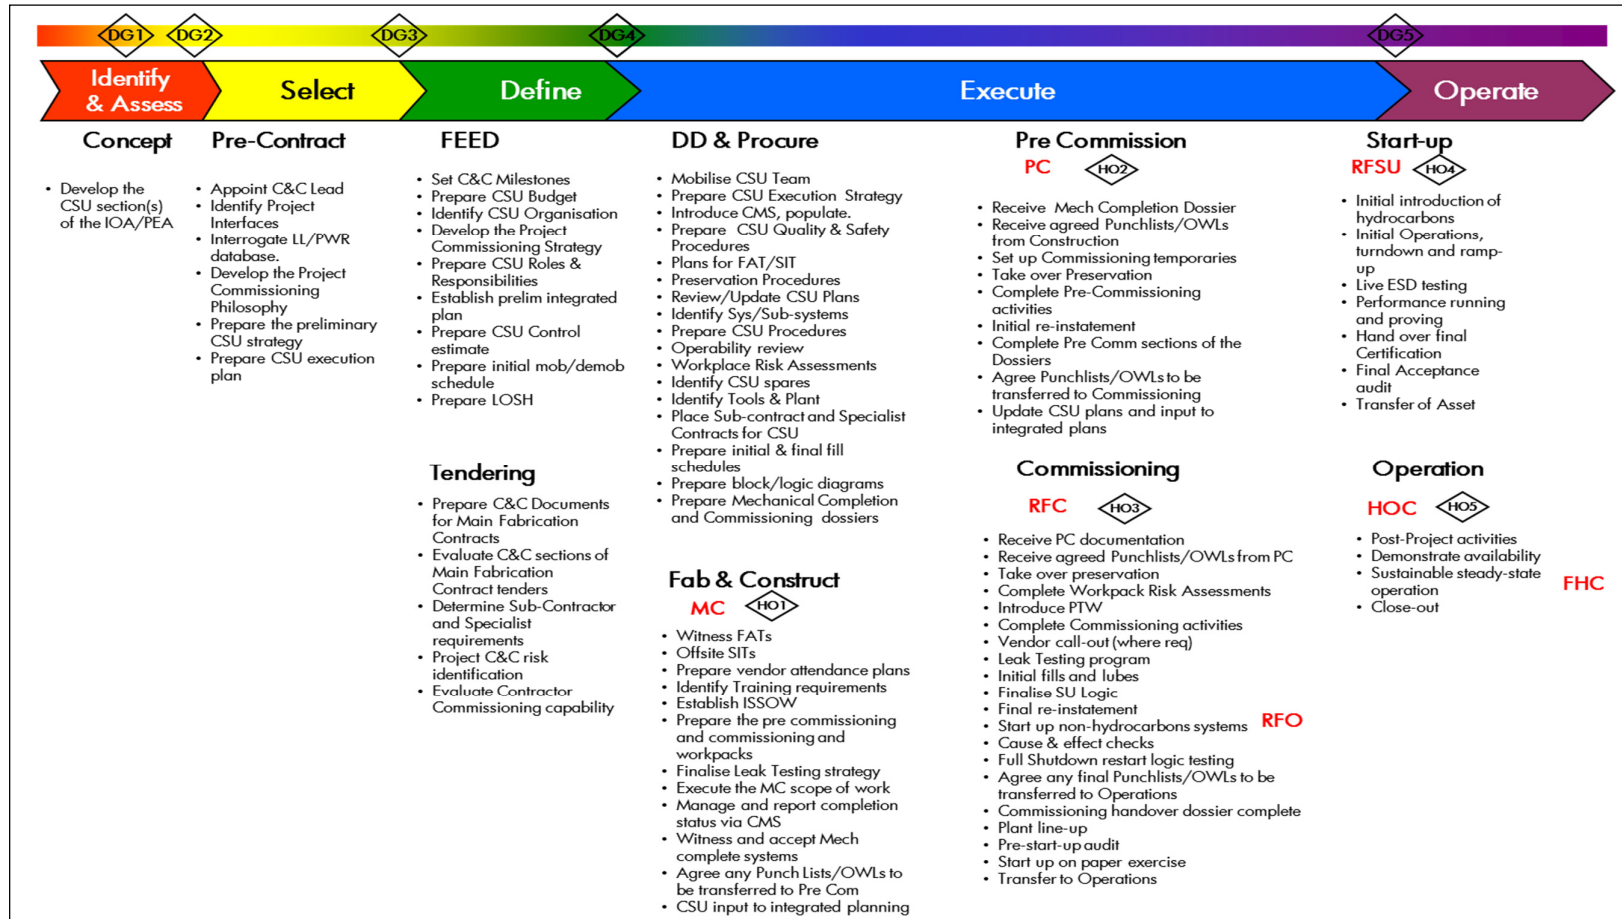 DG1 DG2 DG3 DG4 DG5
Identify
& Assess
Select
Define
Execute
Operate
Concept
• Develop the
CSU section(s)
of the IOA/PEA
Pre-Contract
• Appoint C&C Lead
• Identify Project
Interfaces
• Interrogate LL/PWR
database.
• Develop the Project
Commissioning
Philosophy
• Prepare the preliminary
CSU strategy
• Prepare CSU execution
plan
FEED
• Set C&C Milestones
• Prepare CSU Budget
• Identify CSU Organisation
• Develop the Project
Commissioning Strategy
• Prepare CSU Roles &
Responsibilities
• Establish prelim integrated
plan
• Prepare CSU Control
estimate
• Prepare initial mob/demob
schedule
• Prepare LOSH
Tendering
• Prepare C&C Documents
for Main Fabrication
Contracts
• Evaluate C&C sections of
Main Fabrication
Contract tenders
• Determine Sub-Contractor
and Specialist
requirements
• Project C&C risk
identification
• Evaluate Contractor
Commissioning capability
DD & Procure
• Mobilise CSU Team
• Prepare CSU Execution Strategy
• Introduce CMS, populate.
• Prepare CSU Quality & Safety
Procedures
• Plans for FAT/SIT
• Preservation Procedures
• Review/Update CSU Plans
• Identify Sys/Sub-systems
• Prepare CSU Procedures
• Operability review
• Workplace Risk Assessments
• Identify CSU spares
• Identify Tools & Plant
• Place Sub-contract and Specialist
Contracts for CSU
• Prepare initial & final fill
schedules
• Prepare block/logic diagrams
• Prepare Mechanical Completion
and Commissioning dossiers
Fab & Construct
MC HO1
• Witness FATs
• Offsite SITs
• Prepare vendor attendance plans
• Identify Training requirements
• Establish ISSOW
• Prepare the pre commissioning
and commissioning and
workpacks
• Finalise Leak Testing strategy
• Execute the MC scope of work
• Manage and report completion
status via CMS
• Witness and accept Mech
complete systems
• Agree any Punch Lists/OWLs to
be transferred to Pre Com
• CSU input to integrated planning
Pre Commission
PC HO2
• Receive Mech Completion Dossier
• Receive agreed Punchlists/OWLs
from Construction
• Set up Commissioning temporaries
• Take over Preservation
• Complete Pre-Commissioning
activities
• Initial re-instatement
• Complete Pre Comm sections of the
Dossiers
• Agree Punchlists/OWLs to be
transferred to Commissioning
• Update CSU plans and input to
integrated plans
Commissioning
RFC HO3
• Receive PC documentation
• Receive agreed Punchlists/OWLs from PC
• Take over preservation
• Complete Workpack Risk Assessments
• Introduce PTW
• Complete Commissioning activities
• Vendor call-out (where req)
• Leak Testing program
• Initial fills and lubes
• Finalise SU Logic
• Final re-instatement
• Start up non-hydrocarbons systems RFO
• Cause & effect checks
• Full Shutdown restart logic testing
• Agree any final Punchlists/OWLs to be
transferred to Operations
• Commissioning handover dossier complete
• Plant line-up
• Pre-start-up audit
• Start up on paper exercise
• Transfer to Operations
Start-up
RFSU HO4
• Initial introduction of
hydrocarbons
• Initial Operations,
turndown and ramp-
up
• Live ESD testing
• Performance running
and proving
• Hand over final
Certification
• Final Acceptance
audit
• Transfer of Asset
Operation
HOC HO5
• Post-Project activities
• Demonstrate availability
• Sustainable steady-state
operation
• Close-out
FHC